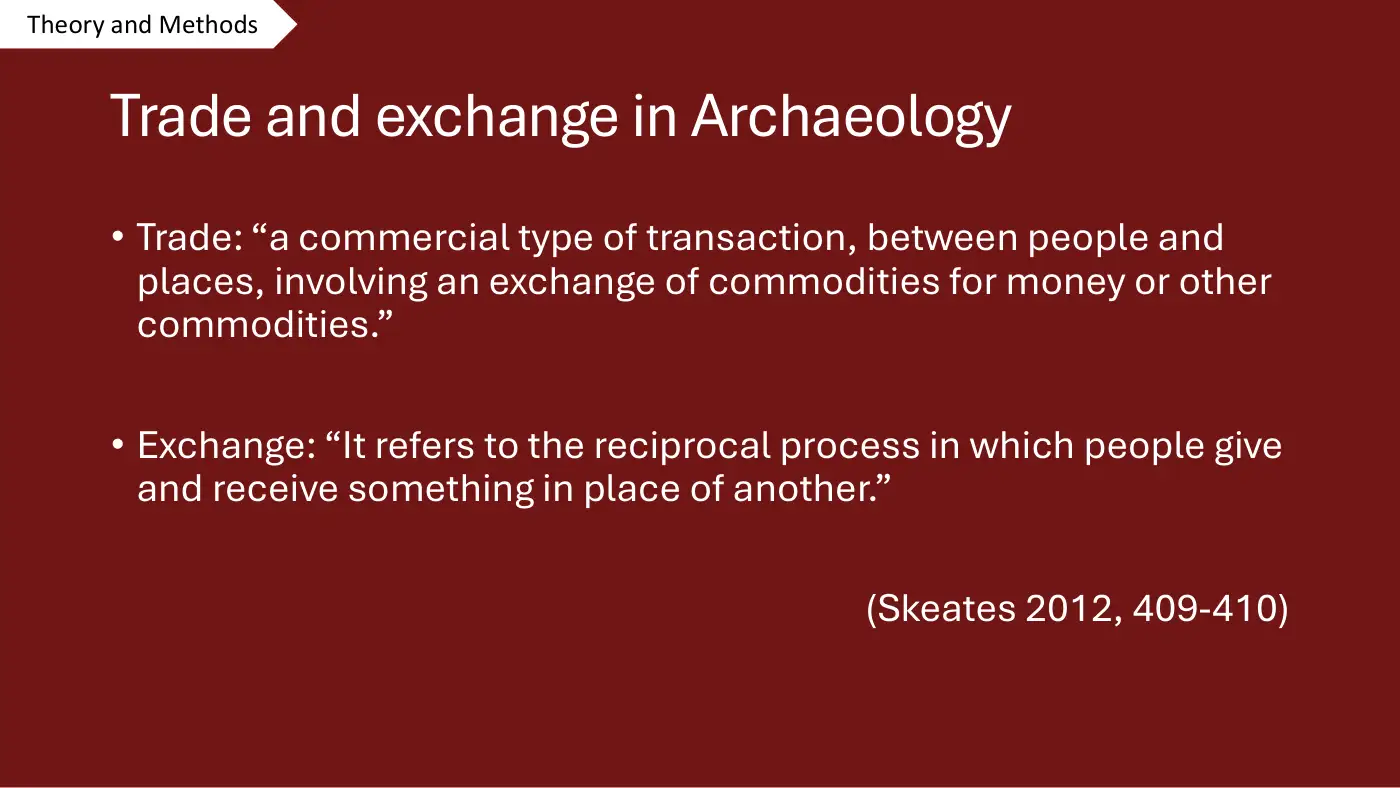 Theory and Methods
Trade and exchange in Archaeology
• Trade: “a commercial type of transaction, between people and
places, involving an exchange of commodities for money or other
commodities.”
• Exchange: “It refers to the reciprocal process in which people give
and receive something in place of another.”
(Skeates 2012, 409-410)